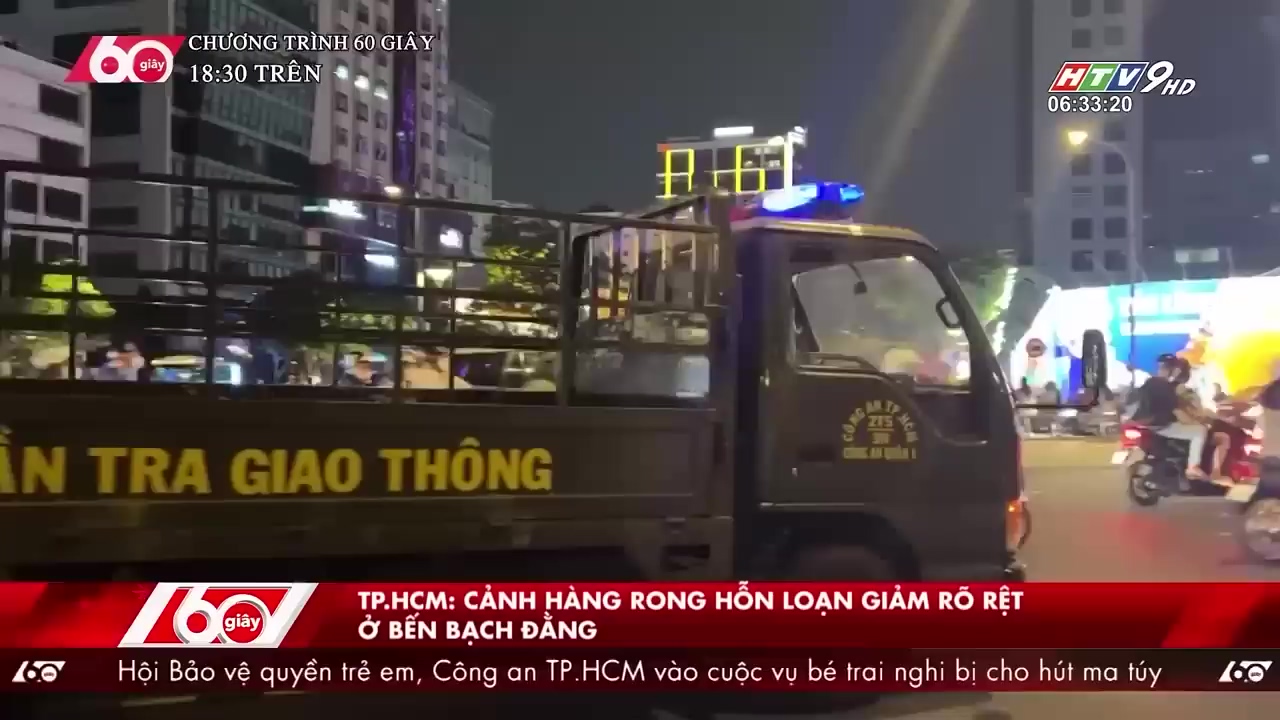 60 giây
CHƯƠNG TRÌNH 60 GIÂY
18:30 TRÊN
HTV9 HD
06:33:20
TRA GIAO THÔNG
CÔNG AN TP.HCM
CÔNG AN QUẬN 1
60 giây
TP.HCM: CẢNH HÀNG RONG HỖN LOẠN GIẢM RÕ RỆT
Ở BẾN BẠCH ĐẰNG
60 giây
Hội Bảo vệ quyền trẻ em, Công an TP.HCM vào cuộc vụ bé trai nghi bị cho hút ma túy
60 giây